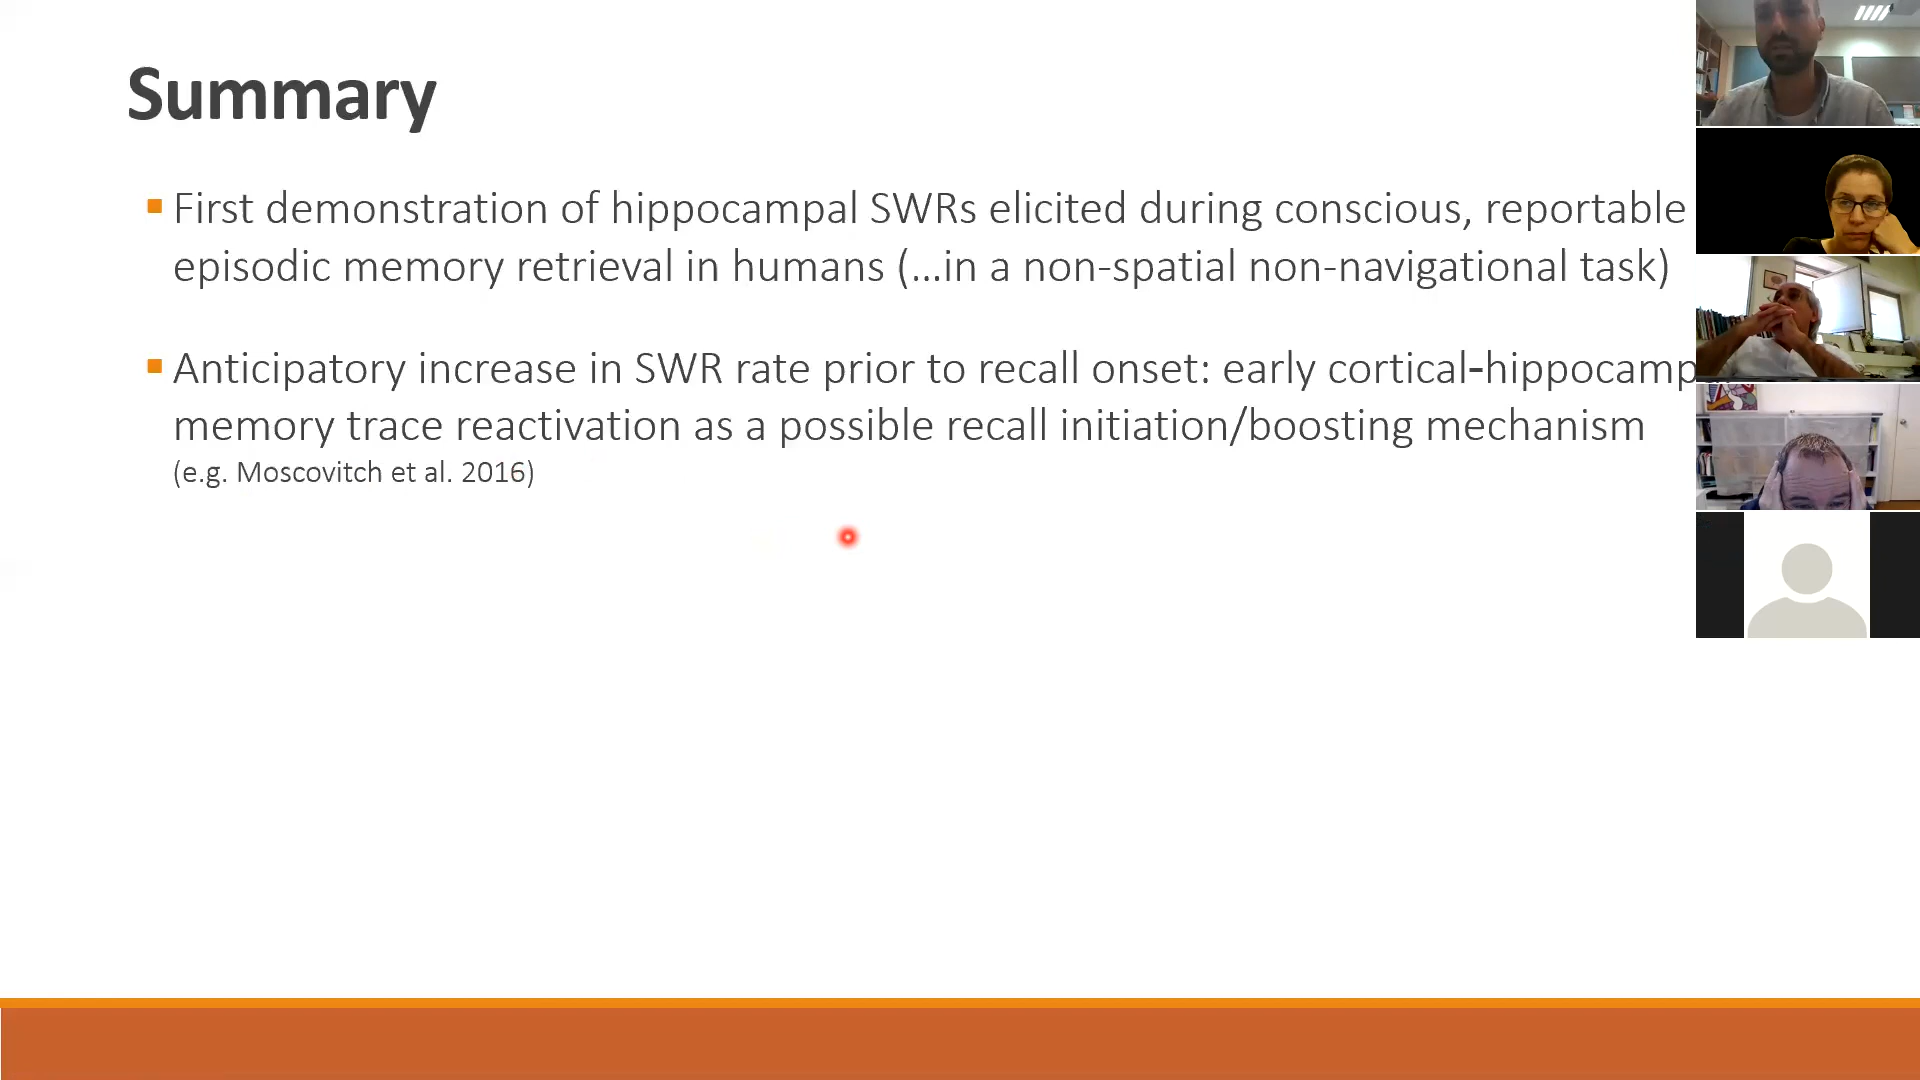 Summary
First demonstration of hippocampal SWRs elicited during conscious, reportable
episodic memory retrieval in humans (...in a non-spatial non-navigational task)
Anticipatory increase in SWR rate prior to recall onset: early cortical-hippocamp
memory trace reactivation as a possible recall initiation/boosting mechanism
(e.g. Moscovitch et al. 2016)